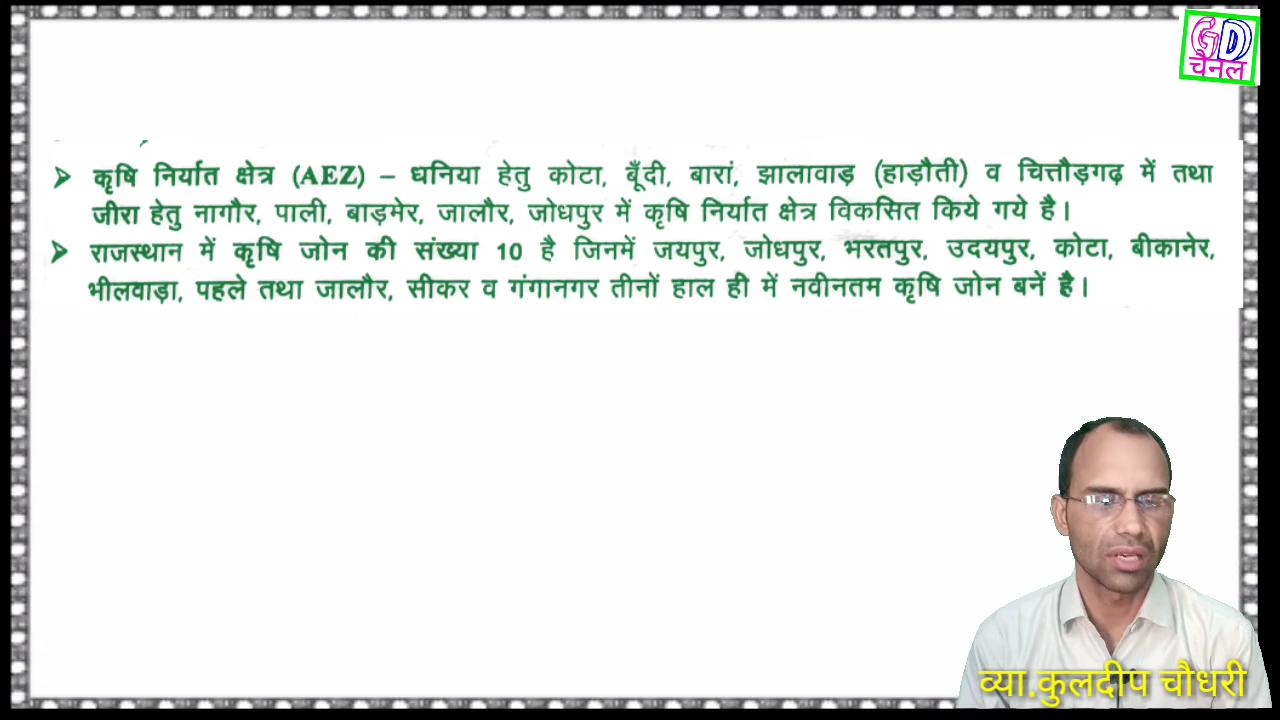 GD
चैनल
➢ कृषि निर्यात क्षेत्र (AEZ) – धनिया हेतु कोटा, बूँदी, बारां, झालावाड़ (हाड़ौती) व चित्तौड़गढ़ में तथा
जीरा हेतु नागौर, पाली, बाड़मेर, जालौर, जोधपुर में कृषि निर्यात क्षेत्र विकसित किये गये है।
➢ राजस्थान में कृषि जोन की संख्या 10 है जिनमें जयपुर, जोधपुर, भरतपुर, उदयपुर, कोटा, बीकानेर,
भीलवाड़ा, पहले तथा जालौर, सीकर व गंगानगर तीनों हाल ही में नवीनतम कृषि जोन बनें है।
व्या.कुलदीप चौधरी